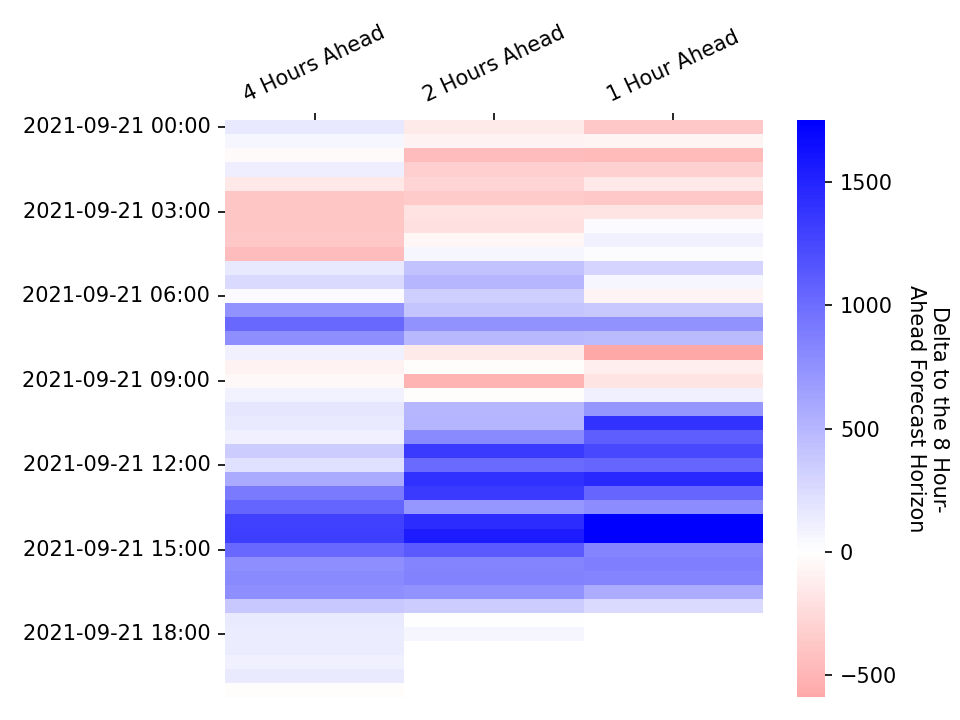 4 Hours Ahead
2 Hours Ahead
1 Hour Ahead
2021-09-21 00:00
2021-09-21 03:00
2021-09-21 06:00
2021-09-21 09:00
2021-09-21 12:00
2021-09-21 15:00
2021-09-21 18:00
1500
1000
500
0
−500
Delta to the 8 Hour-
Ahead Forecast Horizon